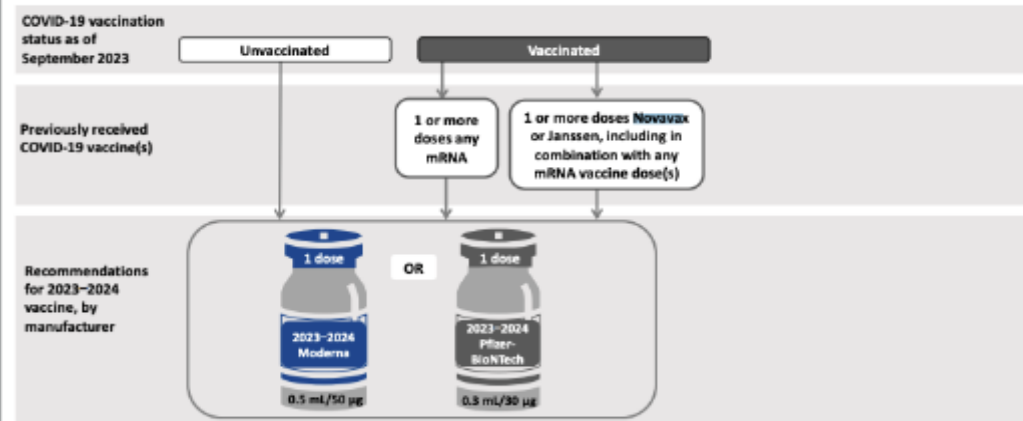 COVID-19 vaccination
status as of
September 2023
Unvaccinated
Vaccinated
Previously received
COVID-19 vaccine(s)
1 or more
doses any
mRNA
1 or more doses Novavax
or Janssen, including in
combination with any
mRNA vaccine dose(s)
Recommendations
for 2023–2024
vaccine, by
manufacturer
1 dose
OR
1 dose
2023–2024
Moderna
2023–2024
Pfizer-
BioNTech
0.5 mL/50 µg
0.3 mL/30 µg